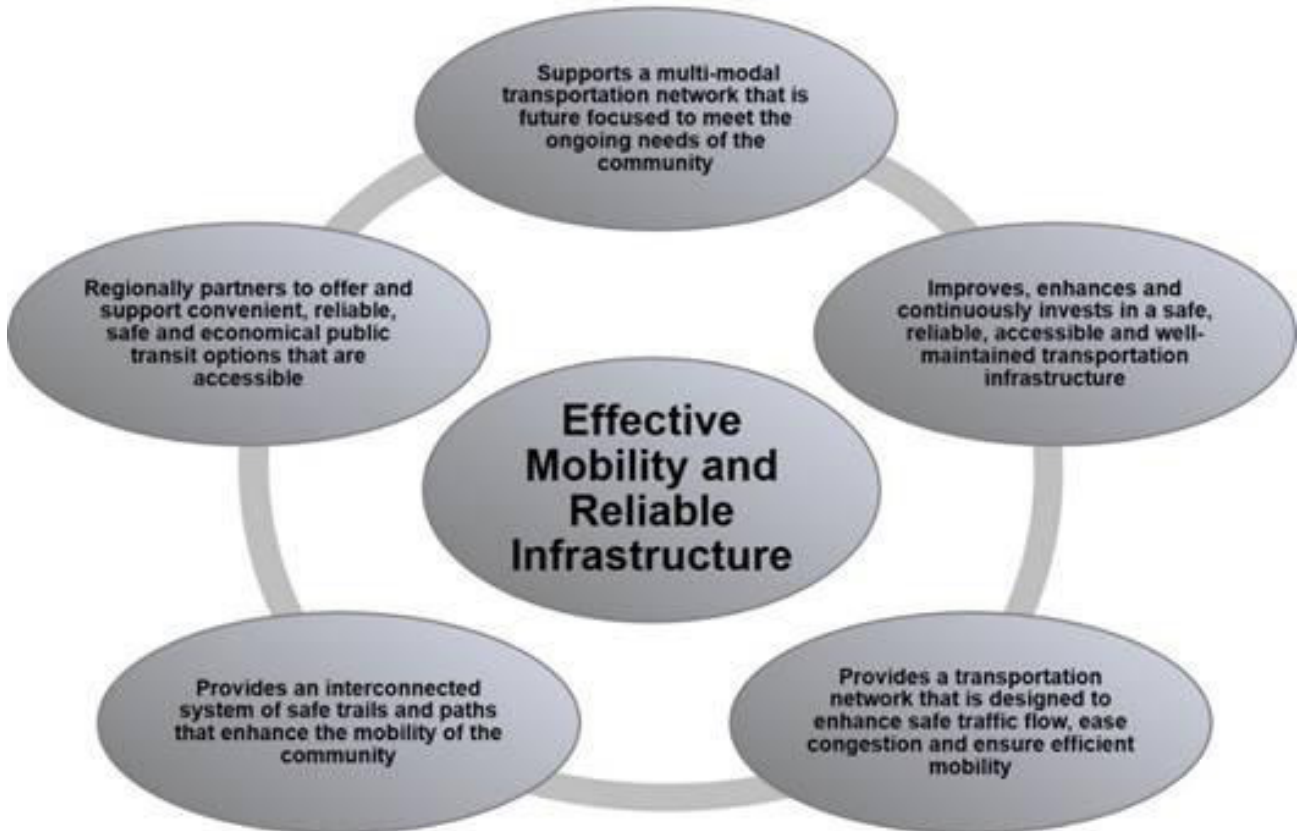 Supports a multi-modal
transportation network that is
future focused to meet the
ongoing needs of the
community
Regionally partners to offer and
support convenient, reliable,
safe and economical public
transit options that are
accessible
Improves, enhances and
continuously invests in a safe,
reliable, accessible and well-
maintained transportation
infrastructure
Effective
Mobility and
Reliable
Infrastructure
Provides an interconnected
system of safe trails and paths
that enhance the mobility of the
community
Provides a transportation
network that is designed to
enhance safe traffic flow, ease
congestion and ensure efficient
mobility